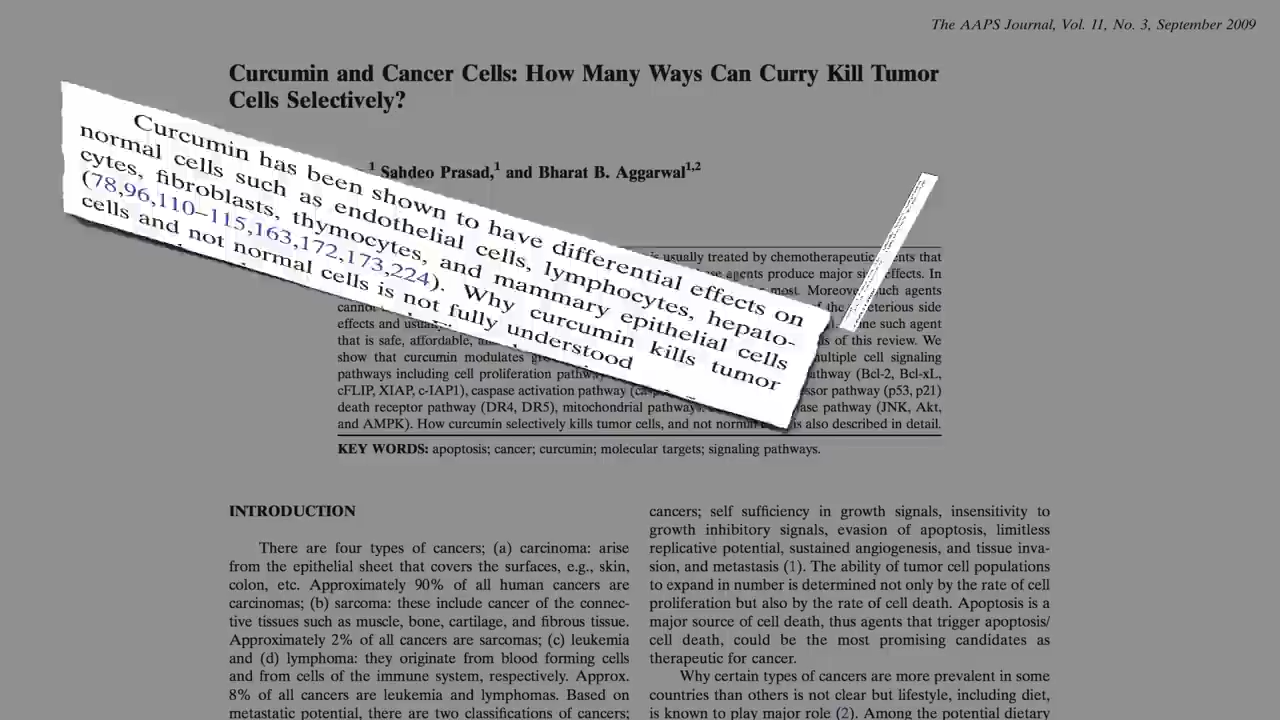 The AAPS Journal, Vol. 11, No. 3, September 2009
Curcumin and Cancer Cells: How Many Ways Can Curry Kill Tumor
Cells Selectively?
1 Sahdeo Prasad,1 and Bharat B. Aggarwal1,2
Curcumin has been shown to have differential effects on
normal cells such as endothelial cells, lymphocytes, hepato-
cytes, fibroblasts, thymocytes, and mammary epithelial cells
(78,96,110–115,163,172,173,224). Why curcumin kills tumor
cells and not normal cells is not fully understood
is usually treated by chemotherapeutic
that
agents produce major
effects. In
most. Moreover
such agents
the
side
effects and
such agent
that is safe, affordable,
of this review. We
show that curcumin modulates
multiple cell signaling
pathways including cell proliferation
(Bcl-2, Bcl-xL,
cFLIP, XIAP, c-IAP1), caspase activation pathway
pathway (p53, p21)
death receptor pathway (DR4, DR5), mitochondrial
pathway (JNK, Akt,
and AMPK). How curcumin selectively kills tumor cells, and not
is also described in detail.
KEY WORDS: apoptosis; cancer; curcumin; molecular targets; signaling pathways.
INTRODUCTION
There are four types of cancers; (a) carcinoma: arise
from the epithelial sheet that covers the surfaces, e.g., skin,
colon, etc. Approximately 90% of all human cancers are
carcinomas; (b) sarcoma: these include cancer of the connec-
tive tissues such as muscle, bone, cartilage, and fibrous tissue.
Approximately 2% of all cancers are sarcomas; (c) leukemia
and (d) lymphoma: they originate from blood forming cells
and from cells of the immune system, respectively. Approx.
8% of all cancers are leukemia and lymphomas. Based on
metastatic potential, there are two classifications of cancers;
cancers; self sufficiency in growth signals, insensitivity to
growth inhibitory signals, evasion of apoptosis, limitless
replicative potential, sustained angiogenesis, and tissue inva-
sion, and metastasis (1). The ability of tumor cell populations
to expand in number is determined not only by the rate of cell
proliferation but also by the rate of cell death. Apoptosis is a
major source of cell death, thus agents that trigger apoptosis/
cell death, could be the most promising candidates as
therapeutic for cancer.
Why certain types of cancers are more prevalent in some
countries than others is not clear but lifestyle, including diet,
is known to play major role (2). Among the potential dietary